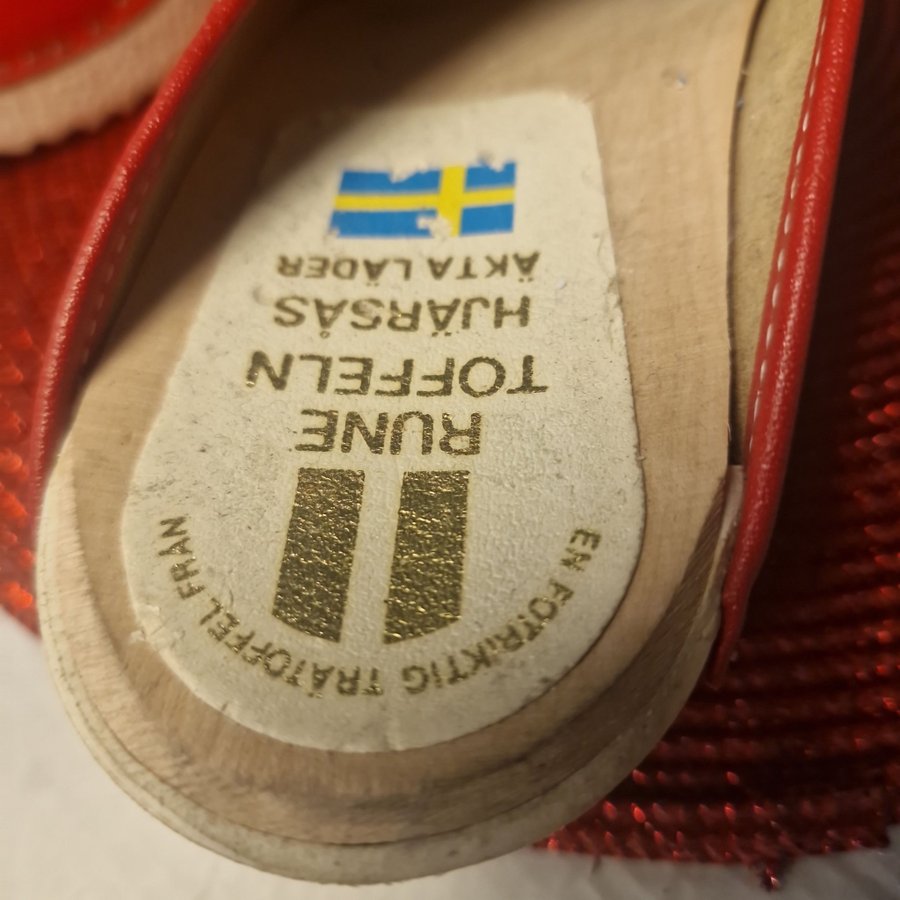 EN FOTRIKTIG TRÄTOFFEL FRÅN
RUNE
TOFFELN
HJÄRSÅS
ÄKTA LÄDER